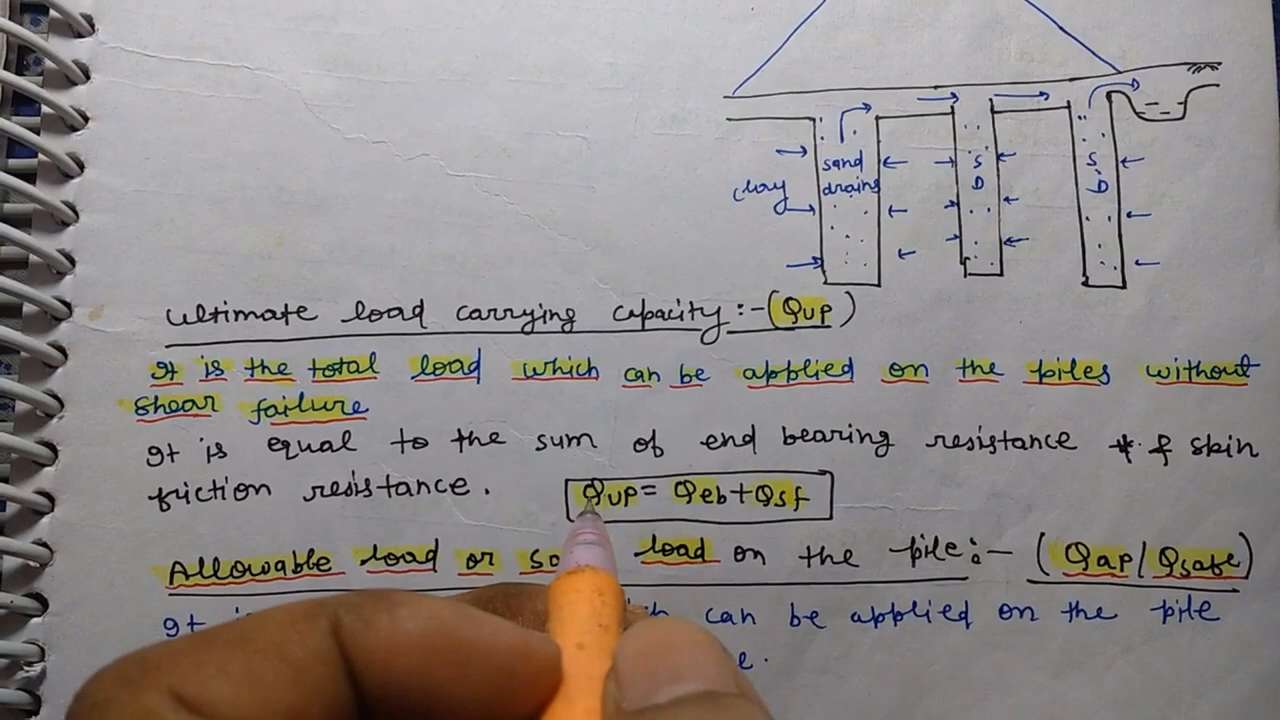 clay
sand
drains
S
D
S.D
ultimate load carrying capacity:-(Qup)
It is the total load which can be applied on the piles without
shear failure
It is equal to the sum of end bearing resistance & skin
friction resistance. Qup = Qeb+Qsf
Allowable load or load on the pile:- (Qap/Qsafe)
It can be applied on the pile